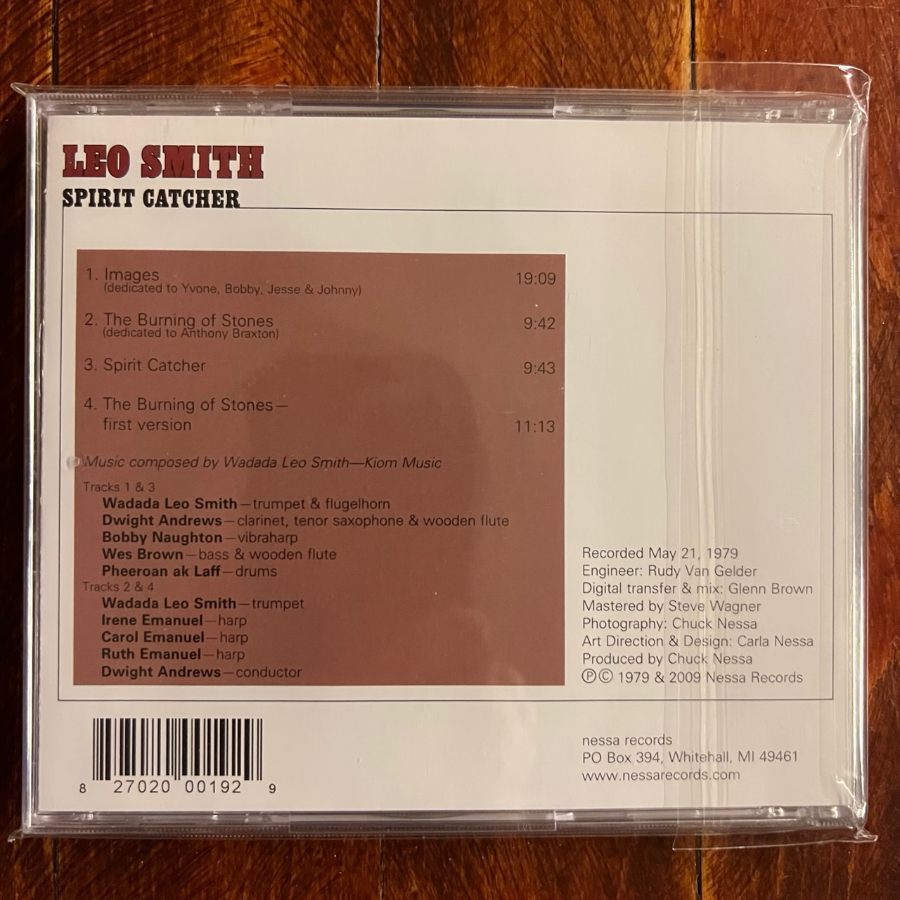 LEO SMITH
SPIRIT CATCHER
1. Images 19:09
(dedicated to Yvone, Bobby, Jesse & Johnny)
2. The Burning of Stones 9:42
(dedicated to Anthony Braxton)
3. Spirit Catcher 9:43
4. The Burning of Stones—
first version 11:13
Music composed by Wadada Leo Smith—Kiom Music
Tracks 1 & 3
Wadada Leo Smith—trumpet & flugelhorn
Dwight Andrews—clarinet, tenor saxophone & wooden flute
Bobby Naughton—vibraharp
Wes Brown—bass & wooden flute
Pheeroan ak Laff—drums
Tracks 2 & 4
Wadada Leo Smith—trumpet
Irene Emanuel—harp
Carol Emanuel—harp
Ruth Emanuel—harp
Dwight Andrews—conductor
Recorded May 21, 1979
Engineer: Rudy Van Gelder
Digital transfer & mix: Glenn Brown
Mastered by Steve Wagner
Photography: Chuck Nessa
Art Direction & Design: Carla Nessa
Produced by Chuck Nessa
℗© 1979 & 2009 Nessa Records
nessa records
PO Box 394, Whitehall, MI 49461
www.nessarecords.com
8 27020 00192 9